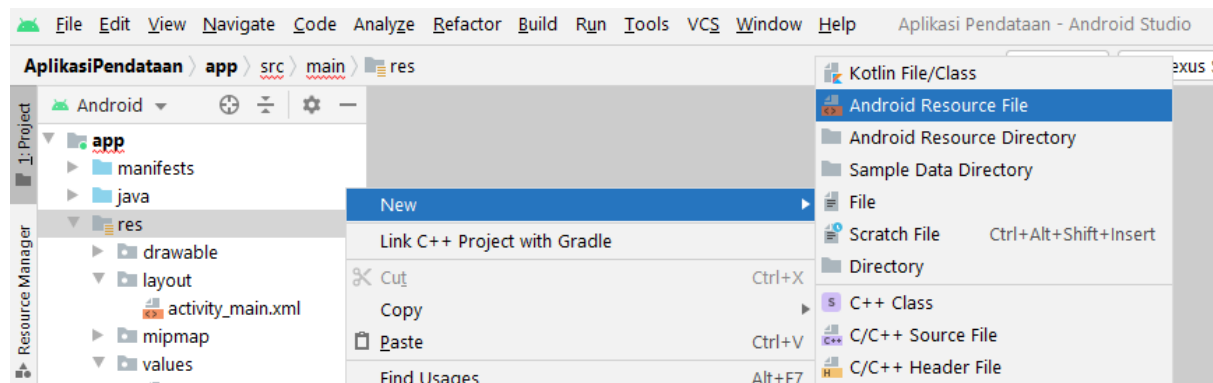 File Edit View Navigate Code Analyze Refactor Build Run Tools VCS Window Help Aplikasi Pendataan - Android Studio
AplikasiPendataan app src main res
exus
Android
1: Project
Resource Manager
app
manifests
java
res
drawable
layout
activity_main.xml
mipmap
values
New
Link C++ Project with Gradle
Cut Ctrl+X
Copy
Paste Ctrl+V
Find Usages Alt+F7
Kotlin File/Class
Android Resource File
Android Resource Directory
Sample Data Directory
File
Scratch File Ctrl+Alt+Shift+Insert
Directory
S C++ Class
C++ C/C++ Source File
H C/C++ Header File